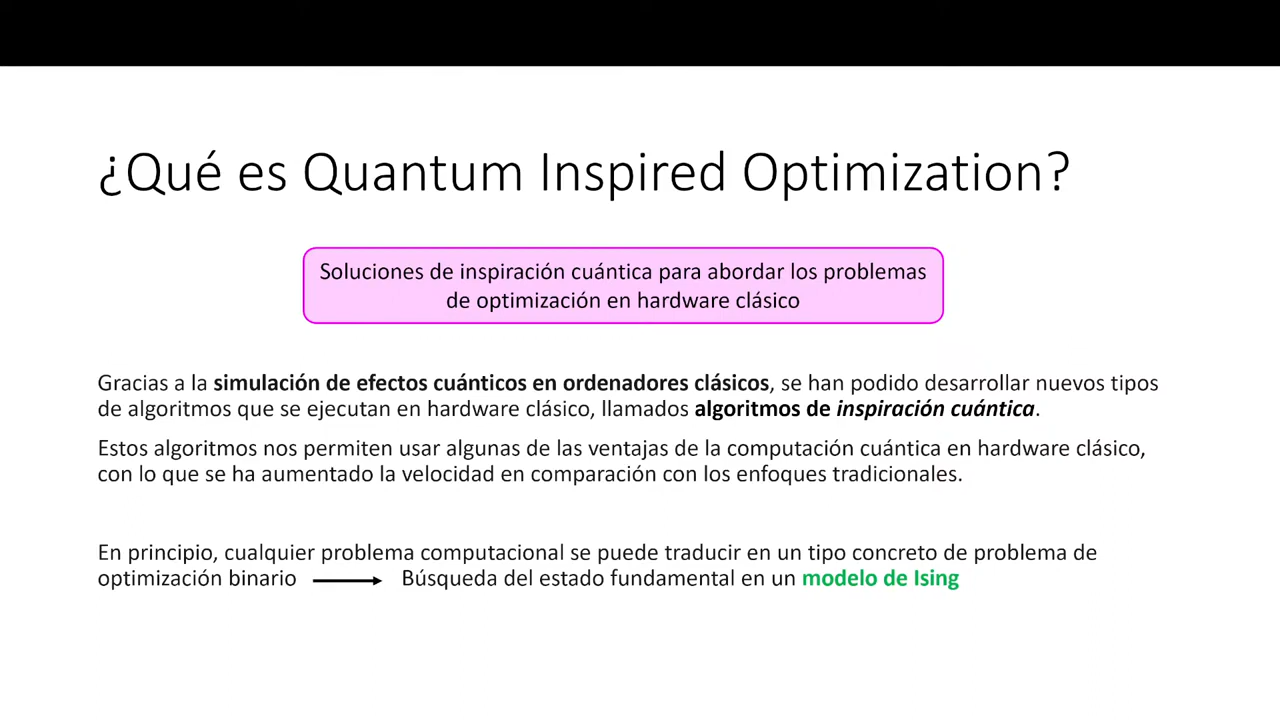 ¿Qué es Quantum Inspired Optimization?
Soluciones de inspiración cuántica para abordar los problemas
de optimización en hardware clásico
Gracias a la simulación de efectos cuánticos en ordenadores clásicos, se han podido desarrollar nuevos tipos
de algoritmos que se ejecutan en hardware clásico, llamados algoritmos de inspiración cuántica.
Estos algoritmos nos permiten usar algunas de las ventajas de la computación cuántica en hardware clásico,
con lo que se ha aumentado la velocidad en comparación con los enfoques tradicionales.
En principio, cualquier problema computacional se puede traducir en un tipo concreto de problema de
optimización binario Búsqueda del estado fundamental en un modelo de Ising